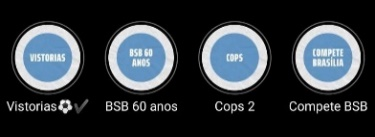 VISTORIAS
BSB 60
ANOS
COPS
COMPETE
BRASÍLIA
Vistorias⚽✔
BSB 60 anos
Cops 2
Compete BSB